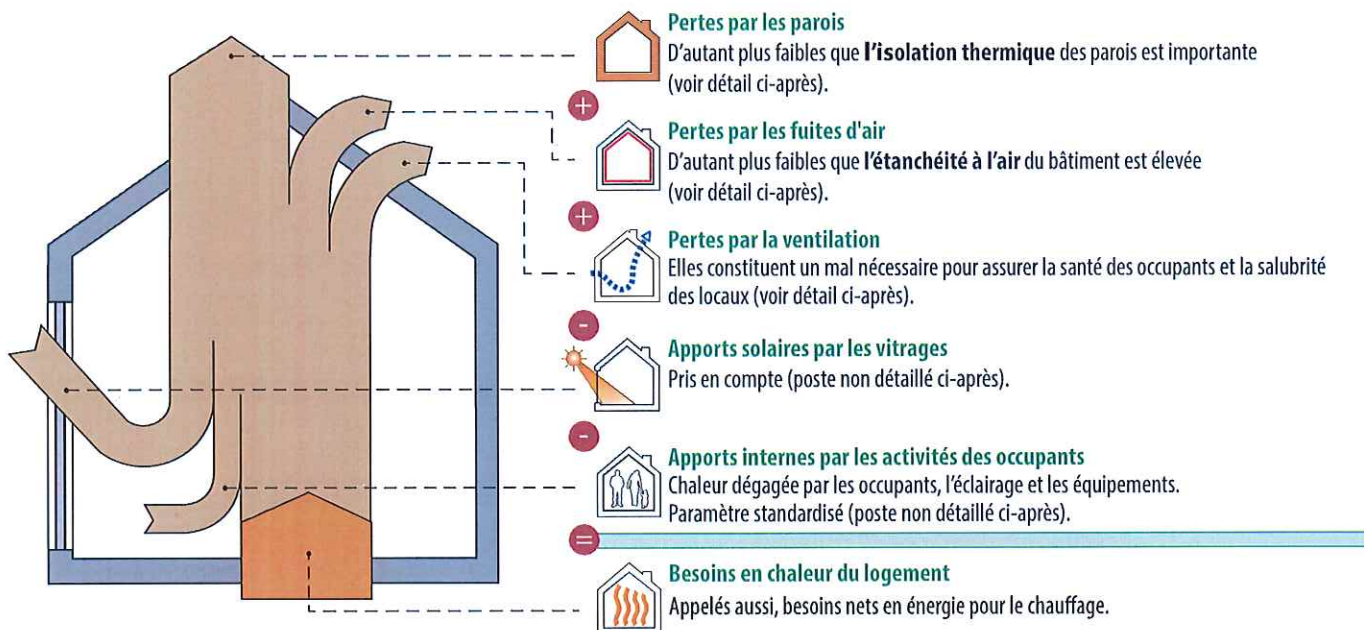 Pertes par les parois
D'autant plus faibles que l'isolation thermique des parois est importante
(voir détail ci-après).
+
Pertes par les fuites d'air
D'autant plus faibles que l'étanchéité à l'air du bâtiment est élevée
(voir détail ci-après).
+
Pertes par la ventilation
Elles constituent un mal nécessaire pour assurer la santé des occupants et la salubrité
des locaux (voir détail ci-après).
-
Apports solaires par les vitrages
Pris en compte (poste non détaillé ci-après).
-
Apports internes par les activités des occupants
Chaleur dégagée par les occupants, l'éclairage et les équipements.
Paramètre standardisé (poste non détaillé ci-après).
=
Besoins en chaleur du logement
Appelés aussi, besoins nets en énergie pour le chauffage.